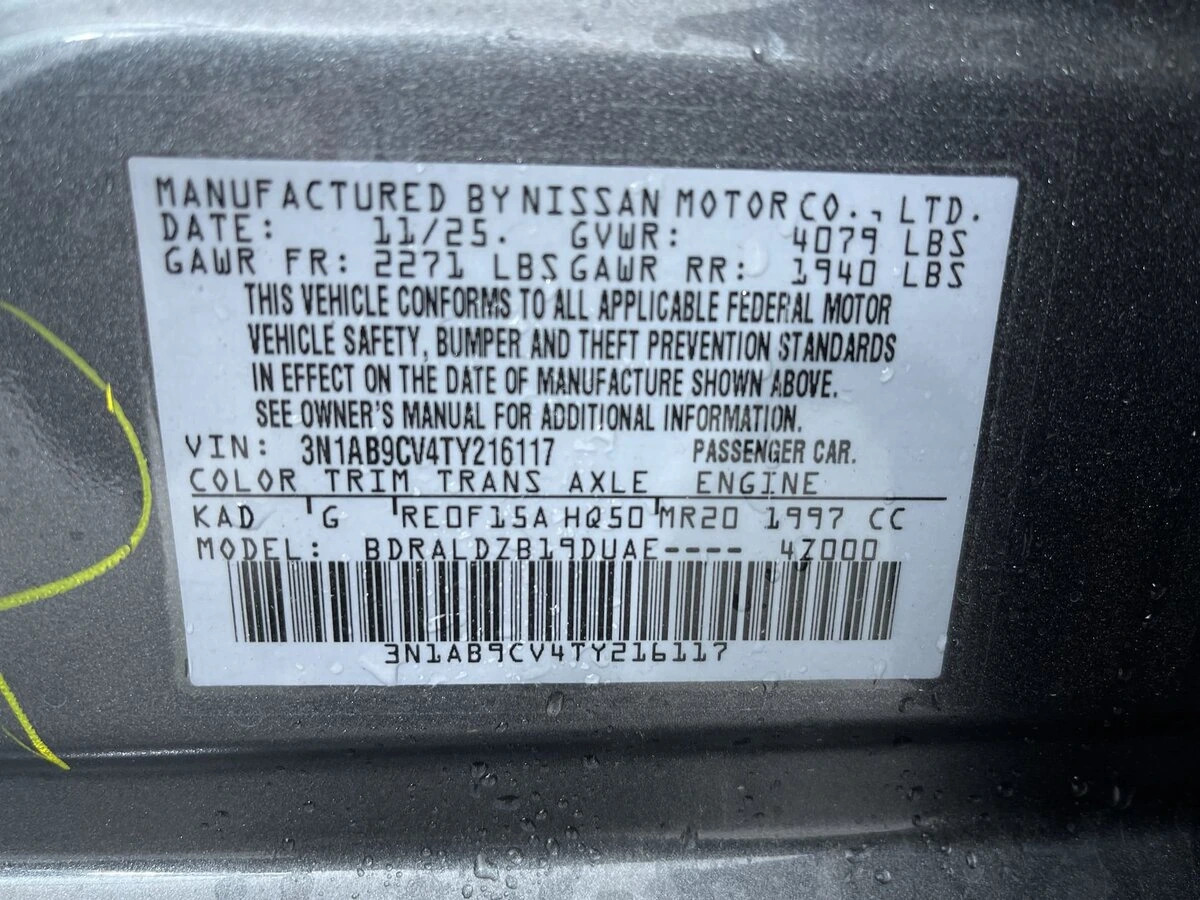 MANUFACTURED BY NISSAN MOTOR CO., LTD.
DATE: 11/25. GVWR: 4079 LBS
GAWR FR: 2271 LBS GAWR RR: 1940 LBS
THIS VEHICLE CONFORMS TO ALL APPLICABLE FEDERAL MOTOR
VEHICLE SAFETY, BUMPER AND THEFT PREVENTION STANDARDS
IN EFFECT ON THE DATE OF MANUFACTURE SHOWN ABOVE.
SEE OWNER'S MANUAL FOR ADDITIONAL INFORMATION.
VIN: 3N1AB9CV4TY216117 PASSENGER CAR.
COLOR TRIM TRANS AXLE ENGINE
KAD G RE0F15A HQ50 MR20 1997 CC
MODEL: BDRALDZB19DUAE---- 4Z000
3N1AB9CV4TY216117